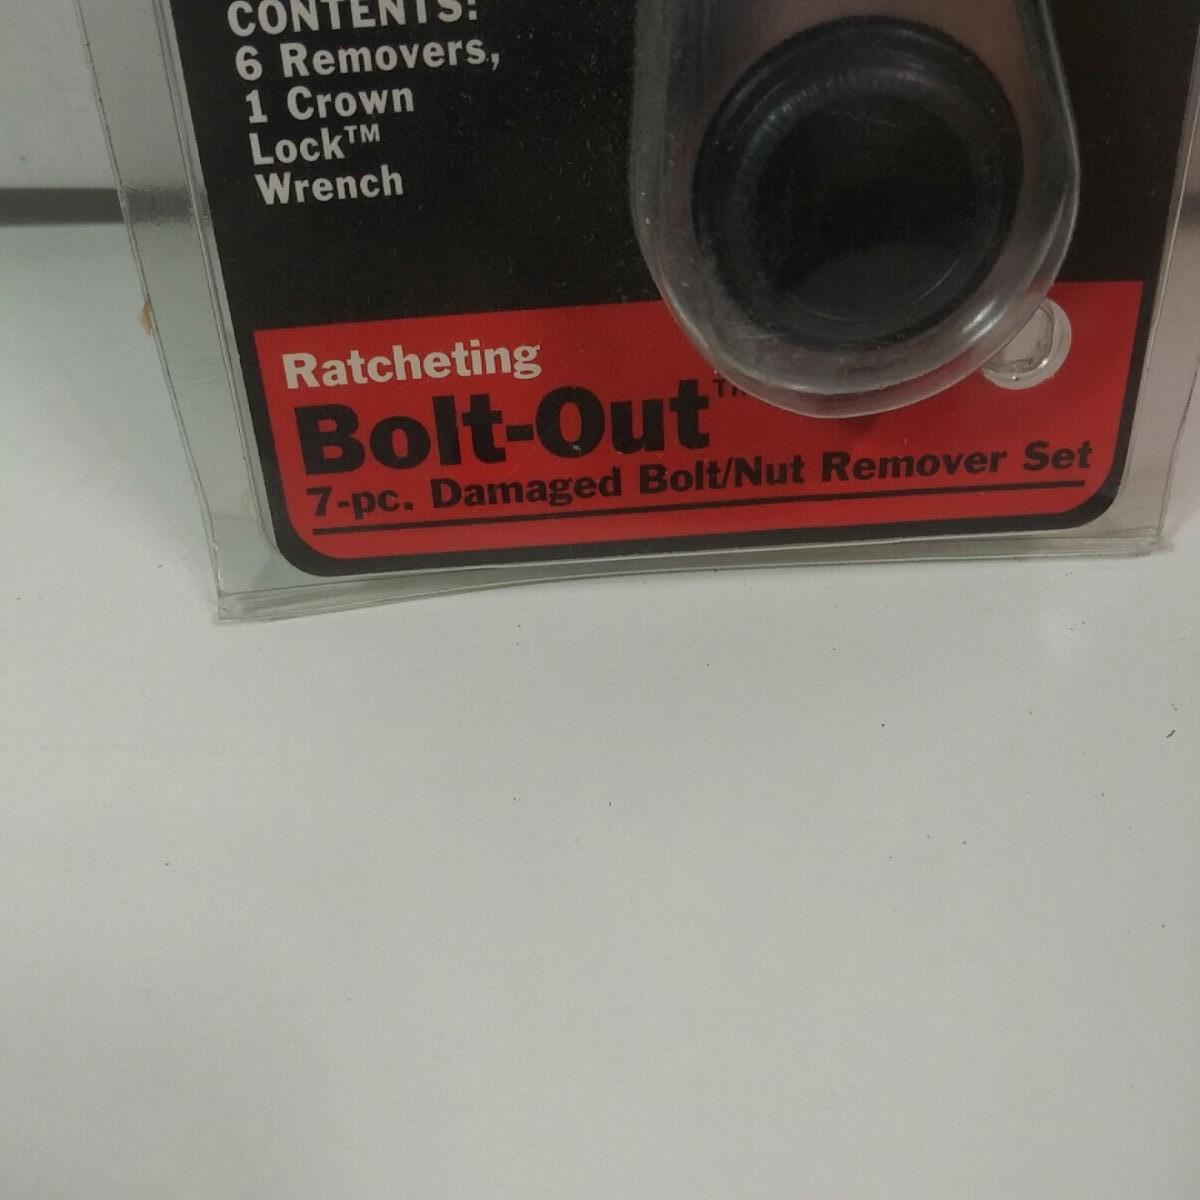 CONTENTS:
6 Removers,
1 Crown
Lock™
Wrench
Ratcheting
Bolt-Out™
7-pc. Damaged Bolt/Nut Remover Set